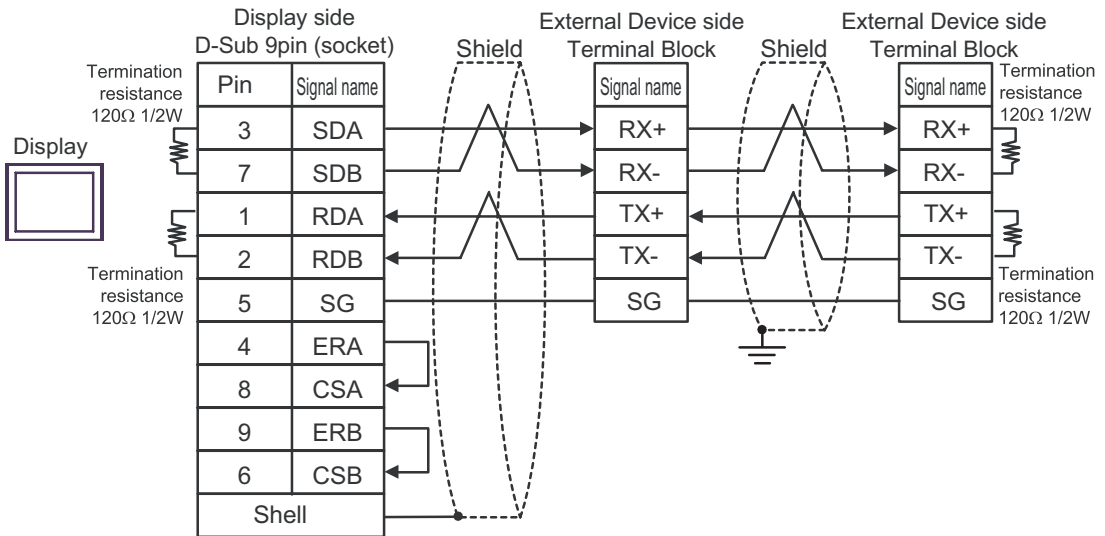 Display side
D-Sub 9pin (socket)
Shield
External Device side
Terminal Block
Shield
External Device side
Terminal Block
Termination
resistance
120Ω 1/2W
Display
Termination
resistance
120Ω 1/2W
Pin Signal name
3 SDA
7 SDB
1 RDA
2 RDB
5 SG
4 ERA
8 CSA
9 ERB
6 CSB
Shell
Signal name
RX+
RX-
TX+
TX-
SG
Signal name
RX+
RX-
TX+
TX-
SG
Termination
resistance
120Ω 1/2W
Termination
resistance
120Ω 1/2W